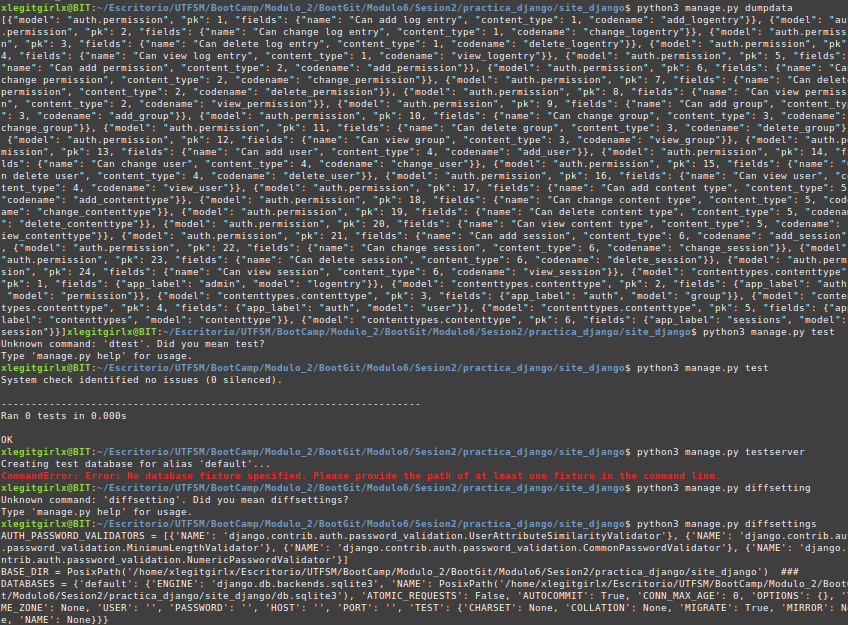 xlegitgirlx@BIT:~/Escritorio/UTFSM/BootCamp/Modulo_2/BootGit/Modulo6/Sesion2/practica_django/site_django$ python3 manage.py dumpdata
[{"model": "auth.permission", "pk": 1, "fields": {"name": "Can add log entry", "content_type": 1, "codename": "add_logentry"}}, {"model": "au
.permission", "pk": 2, "fields": {"name": "Can change log entry", "content_type": 1, "codename": "change_logentry"}}, {"model": "auth.permiss
n", "pk": 3, "fields": {"name": "Can delete log entry", "content_type": 1, "codename": "delete_logentry"}}, {"model": "auth.permission", "pk"
4, "fields": {"name": "Can view log entry", "content_type": 1, "codename": "view_logentry"}}, {"model": "auth.permission", "pk": 5, "fields":
"name": "Can add permission", "content_type": 2, "codename": "add_permission"}}, {"model": "auth.permission", "pk": 6, "fields": {"name": "Ca
change permission", "content_type": 2, "codename": "change_permission"}}, {"model": "auth.permission", "pk": 7, "fields": {"name": "Can delet
permission", "content_type": 2, "codename": "delete_permission"}}, {"model": "auth.permission", "pk": 8, "fields": {"name": "Can view permiss
n", "content_type": 2, "codename": "view_permission"}}, {"model": "auth.permission", "pk": 9, "fields": {"name": "Can add group", "content_ty
: 3, "codename": "add_group"}}, {"model": "auth.permission", "pk": 10, "fields": {"name": "Can change group", "content_type": 3, "codename":
change_group"}}, {"model": "auth.permission", "pk": 11, "fields": {"name": "Can delete group", "content_type": 3, "codename": "delete_group"}
 {"model": "auth.permission", "pk": 12, "fields": {"name": "Can view group", "content_type": 3, "codename": "view_group"}}, {"model": "auth.p
mission", "pk": 13, "fields": {"name": "Can add user", "content_type": 4, "codename": "add_user"}}, {"model": "auth.permission", "pk": 14, "f
lds": {"name": "Can change user", "content_type": 4, "codename": "change_user"}}, {"model": "auth.permission", "pk": 15, "fields": {"name": "
n delete user", "content_type": 4, "codename": "delete_user"}}, {"model": "auth.permission", "pk": 16, "fields": {"name": "Can view user", "c
tent_type": 4, "codename": "view_user"}}, {"model": "auth.permission", "pk": 17, "fields": {"name": "Can add content type", "content_type": 5
"codename": "add_contenttype"}}, {"model": "auth.permission", "pk": 18, "fields": {"name": "Can change content type", "content_type": 5, "cod
ame": "change_contenttype"}}, {"model": "auth.permission", "pk": 19, "fields": {"name": "Can delete content type", "content_type": 5, "codena
": "delete_contenttype"}}, {"model": "auth.permission", "pk": 20, "fields": {"name": "Can view content type", "content_type": 5, "codename":
iew_contenttype"}}, {"model": "auth.permission", "pk": 21, "fields": {"name": "Can add session", "content_type": 6, "codename": "add_session"
, {"model": "auth.permission", "pk": 22, "fields": {"name": "Can change session", "content_type": 6, "codename": "change_session"}}, {"model"
"auth.permission", "pk": 23, "fields": {"name": "Can delete session", "content_type": 6, "codename": "delete_session"}}, {"model": "auth.perm
sion", "pk": 24, "fields": {"name": "Can view session", "content_type": 6, "codename": "view_session"}}, {"model": "contenttypes.contenttype"
"pk": 1, "fields": {"app_label": "admin", "model": "logentry"}}, {"model": "contenttypes.contenttype", "pk": 2, "fields": {"app_label": "auth
 "model": "permission"}}, {"model": "contenttypes.contenttype", "pk": 3, "fields": {"app_label": "auth", "model": "group"}}, {"model": "conte
types.contenttype", "pk": 4, "fields": {"app_label": "auth", "model": "user"}}, {"model": "contenttypes.contenttype", "pk": 5, "fields": {"ap
label": "contenttypes", "model": "contenttype"}}, {"model": "contenttypes.contenttype", "pk": 6, "fields": {"app_label": "sessions", "model":
session"}}]xlegitgirlx@BIT:~/Escritorio/UTFSM/BootCamp/Modulo_2/BootGit/Modulo6/Sesion2/practica_django/site_django$ python3 manage.py test
Unknown command: 'dtest'. Did you mean test?
Type 'manage.py help' for usage.
xlegitgirlx@BIT:~/Escritorio/UTFSM/BootCamp/Modulo_2/BootGit/Modulo6/Sesion2/practica_django/site_django$ python3 manage.py test
System check identified no issues (0 silenced).
----------------------------------------------------------------------
Ran 0 tests in 0.000s
OK
xlegitgirlx@BIT:~/Escritorio/UTFSM/BootCamp/Modulo_2/BootGit/Modulo6/Sesion2/practica_django/site_django$ python3 manage.py testserver
Creating test database for alias 'default'...
CommandError: Error: No database fixture specified. Please provide the path of at least one fixture in the command line.
xlegitgirlx@BIT:~/Escritorio/UTFSM/BootCamp/Modulo_2/BootGit/Modulo6/Sesion2/practica_django/site_django$ python3 manage.py diffsetting
Unknown command: 'diffsetting'. Did you mean diffsettings?
Type 'manage.py help' for usage.
xlegitgirlx@BIT:~/Escritorio/UTFSM/BootCamp/Modulo_2/BootGit/Modulo6/Sesion2/practica_django/site_django$ python3 manage.py diffsettings
AUTH_PASSWORD_VALIDATORS = [{'NAME': 'django.contrib.auth.password_validation.UserAttributeSimilarityValidator'}, {'NAME': 'django.contrib.au
.password_validation.MinimumLengthValidator'}, {'NAME': 'django.contrib.auth.password_validation.CommonPasswordValidator'}, {'NAME': 'django.
ntrib.auth.password_validation.NumericPasswordValidator'}]
BASE_DIR = PosixPath('/home/xlegitgirlx/Escritorio/UTFSM/BootCamp/Modulo_2/BootGit/Modulo6/Sesion2/practica_django/site_django')  ###
DATABASES = {'default': {'ENGINE': 'django.db.backends.sqlite3', 'NAME': PosixPath('/home/xlegitgirlx/Escritorio/UTFSM/BootCamp/Modulo_2/Boot
t/Modulo6/Sesion2/practica_django/site_django/db.sqlite3'), 'ATOMIC_REQUESTS': False, 'AUTOCOMMIT': True, 'CONN_MAX_AGE': 0, 'OPTIONS': {}, '
ME_ZONE': None, 'USER': '', 'PASSWORD': '', 'HOST': '', 'PORT': '', 'TEST': {'CHARSET': None, 'COLLATION': None, 'MIGRATE': True, 'MIRROR': N
e, 'NAME': None}}}